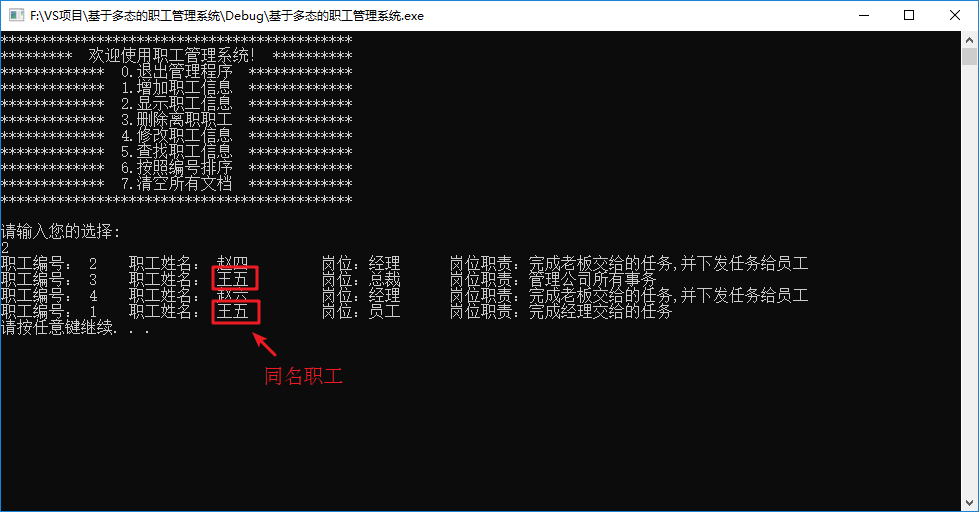 F:\VS项目\基于多态的职工管理系统\Debug\基于多态的职工管理系统.exe
********************************************
*********  欢迎使用职工管理系统!  **********
*************  0.退出管理程序  *************
*************  1.增加职工信息  *************
*************  2.显示职工信息  *************
*************  3.删除离职职工  *************
*************  4.修改职工信息  *************
*************  5.查找职工信息  *************
*************  6.按照编号排序  *************
*************  7.清空所有文档  *************
********************************************
请输入您的选择:
2
职工编号: 2    职工姓名: 赵四    岗位:经理    岗位职责:完成老板交给的任务,并下发任务给员工
职工编号: 3    职工姓名: 王五    岗位:总裁    岗位职责:管理公司所有事务
职工编号: 4    职工姓名: 赵六    岗位:经理    岗位职责:完成老板交给的任务,并下发任务给员工
职工编号: 1    职工姓名: 王五    岗位:员工    岗位职责:完成经理交给的任务
请按任意键继续. . .
同名职工